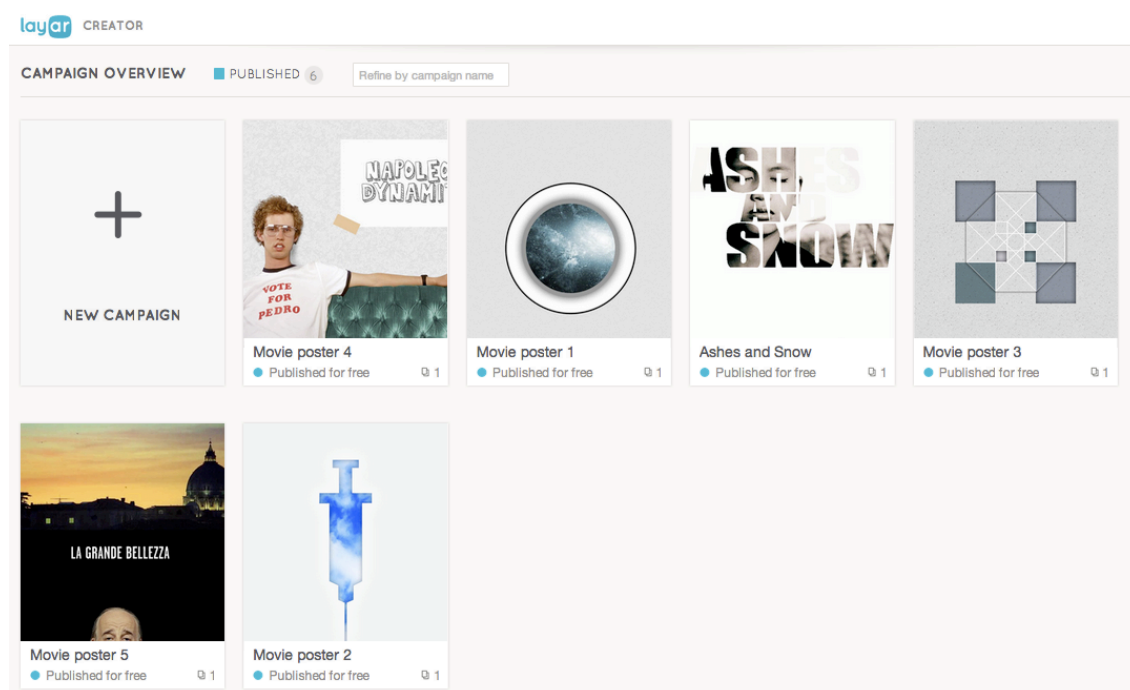 layar CREATOR
CAMPAIGN OVERVIEW PUBLISHED 6 Refine by campaign name
NEW CAMPAIGN
NAPOLEO
DYNAMI
VOTE
FOR
PEDRO
Movie poster 4
Published for free 1
Movie poster 1
Published for free 1
ASHES
AND
SNOW
Ashes and Snow
Published for free 1
Movie poster 3
Published for free 1
LA GRANDE BELLEZZA
Movie poster 5
Published for free 1
Movie poster 2
Published for free 1